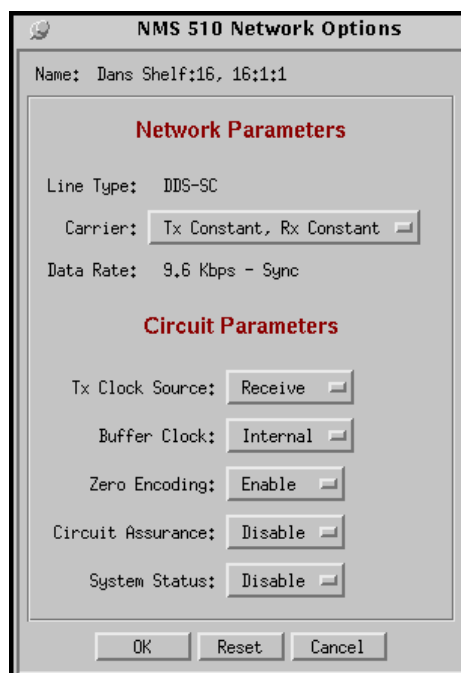 NMS 510 Network Options
Name: Dans Shelf:16, 16:1:1
Network Parameters
Line Type: DDS-SC
Carrier: Tx Constant, Rx Constant
Data Rate: 9.6 Kbps - Sync
Circuit Parameters
Tx Clock Source: Receive
Buffer Clock: Internal
Zero Encoding: Enable
Circuit Assurance: Disable
System Status: Disable
OK Reset Cancel